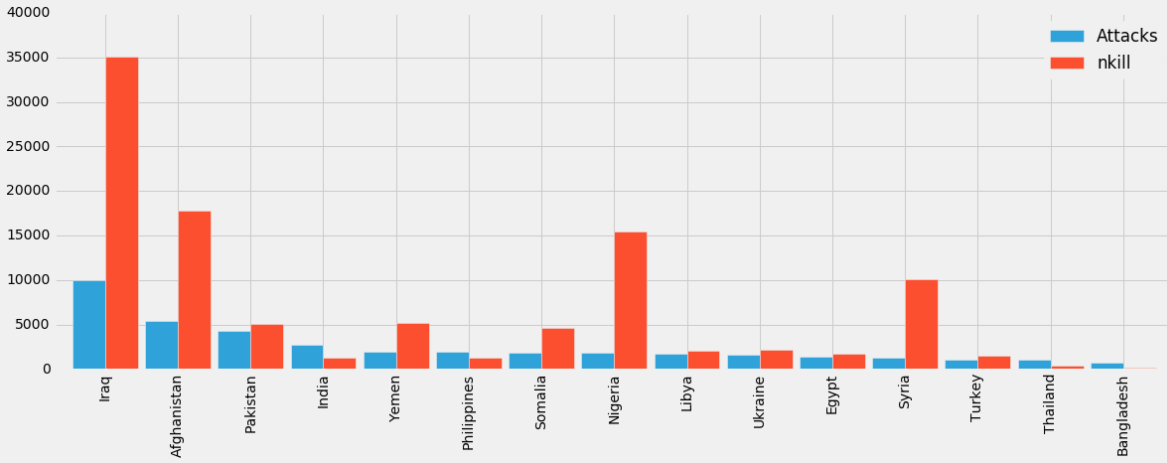 40000
35000
30000
25000
20000
15000
10000
5000
0
Attacks
nkill
Iraq
Afghanistan
Pakistan
India
Yemen
Philippines
Somalia
Nigeria
Libya
Ukraine
Egypt
Syria
Turkey
Thailand
Bangladesh